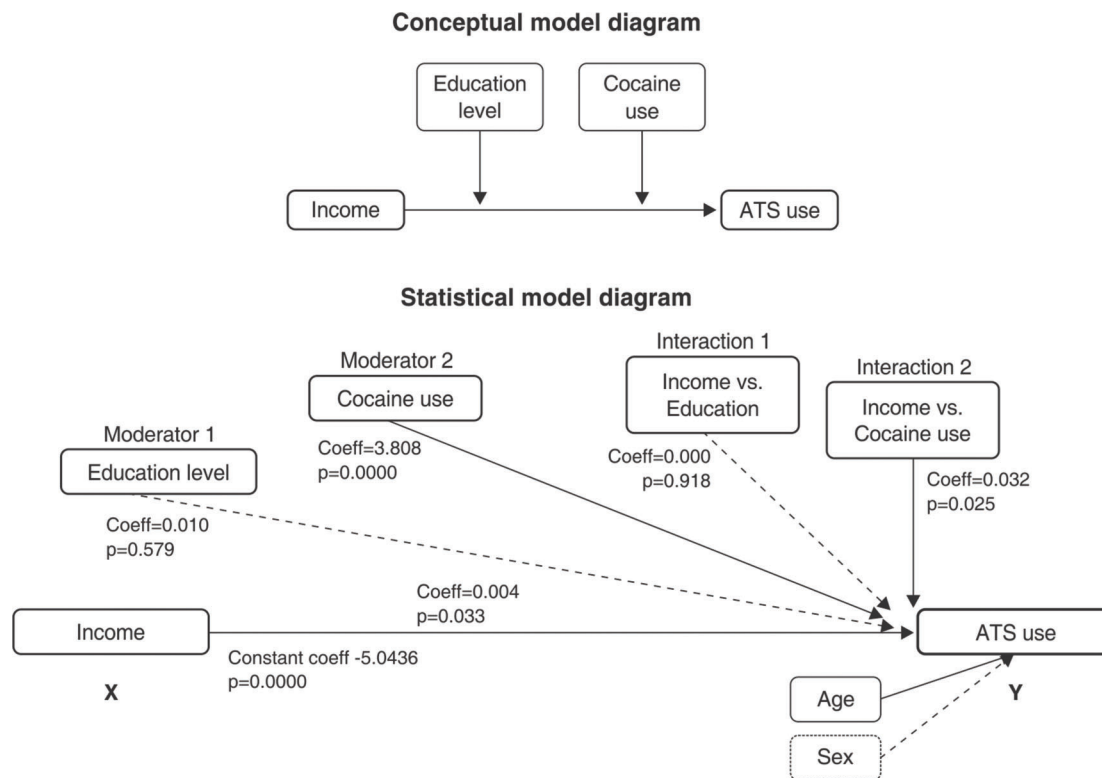 Conceptual model diagram
Education
level
Cocaine
use
Income
ATS use
Statistical model diagram
Moderator 1
Education level
Coeff=0.010
p=0.579
Moderator 2
Cocaine use
Coeff=3.808
p=0.0000
Interaction 1
Income vs.
Education
Coeff=0.000
p=0.918
Interaction 2
Income vs.
Cocaine use
Coeff=0.032
p=0.025
Income
X
Coeff=0.004
p=0.033
Constant coeff -5.0436
p=0.0000
ATS use
Y
Age
Sex